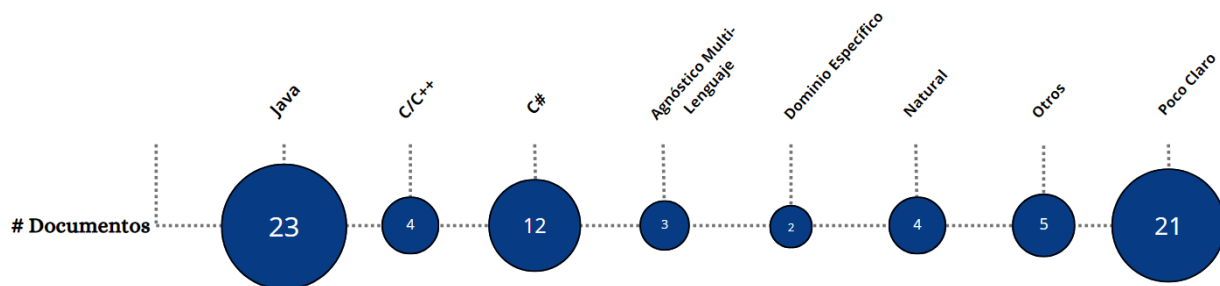 Java
C/C++
C#
Agnóstico Multi-
Lenguaje
Dominio Específico
Natural
Otros
Poco Claro
# Documentos
23
4
12
3
2
4
5
21